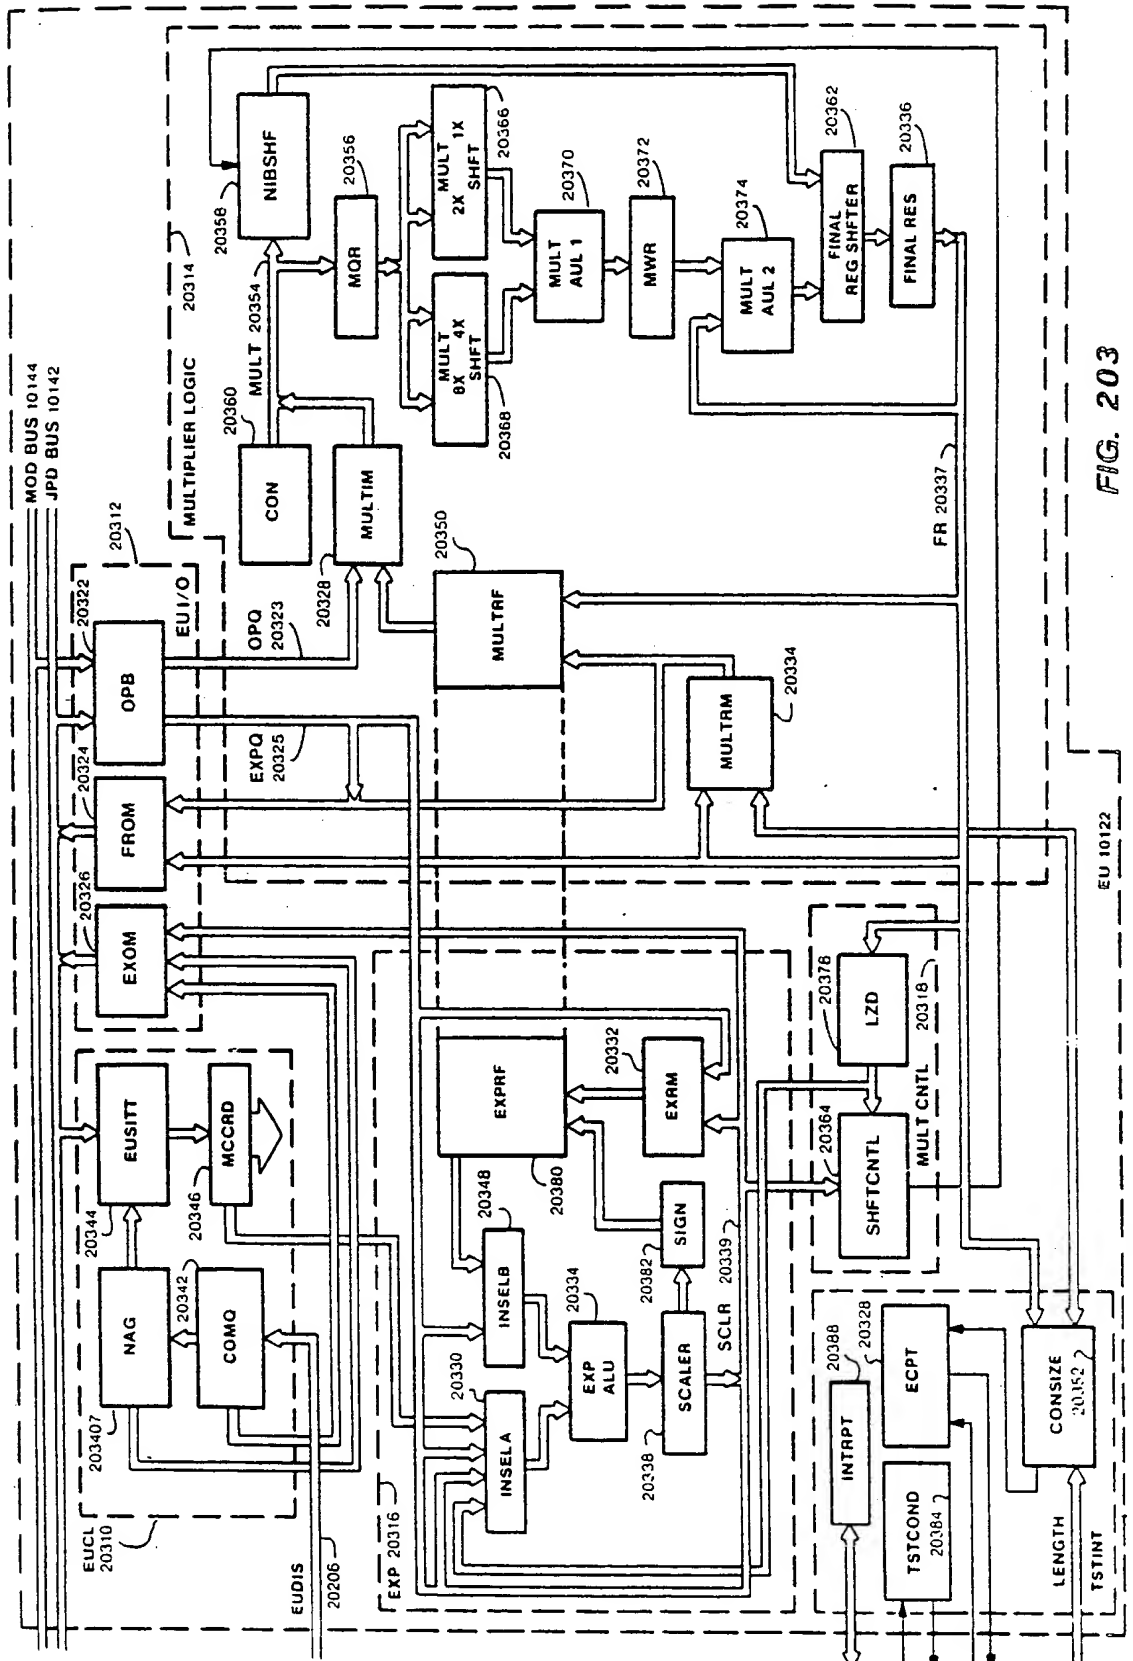 MOD BUS 10144
JPD BUS 10142
EUCL
20310
NAG
203407
COMQ
20342
EUSITT
20344
MCCRD
20346
EUDIS
20206
20312
EUI/O
EXOM
20326
FROM
20324
OPB
20322
EXPQ
20325
OPQ
20323
MULTIPLIER LOGIC
20314
CON
20360
MULT 20354
NIBSHF
20358
MULTIM
20328
MQR
20356
MULT
8X 4X
SHFT
20368
MULT
2X 1X
SHFT
20366
MULT
AUL 1
20370
MWR
20372
MULT
AUL 2
20374
FINAL
REG SHFTER
20362
FINAL RES
20336
FR 20337
MULTRF
20350
MULTRM
20334
EXP 20316
EXPRF
20380
INSELA
20330
INSELB
20348
EXP
ALU
20334
SCALER
20338
SIGN
20382
EXRM
20332
SCLR 20339
LZD
20378
SHFTCNTL
20364
MULT CNTL 20318
INTRPT
20388
ECPT
20328
TSTCOND
20384
CONSIZE
20352
LENGTH
TSTINT
EU 10122
FIG. 203